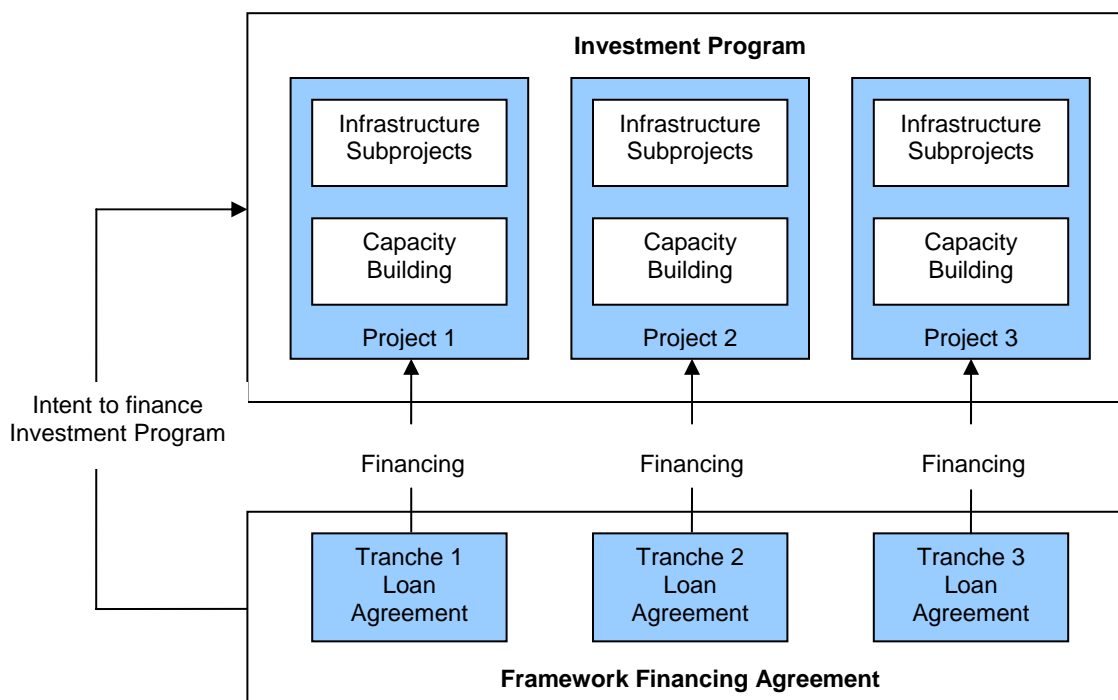 Investment Program
Infrastructure
Subprojects
Capacity
Building
Project 1
Infrastructure
Subprojects
Capacity
Building
Project 2
Infrastructure
Subprojects
Capacity
Building
Project 3
Intent to finance
Investment Program
Financing
Financing
Financing
Tranche 1
Loan
Agreement
Tranche 2
Loan
Agreement
Tranche 3
Loan
Agreement
Framework Financing Agreement